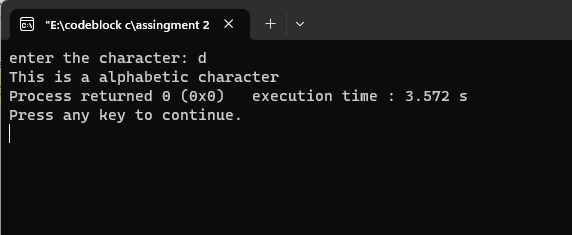 "E:\codeblock c\assingment 2
enter the character: d
This is a alphabetic character
Process returned 0 (0x0)   execution time : 3.572 s
Press any key to continue.